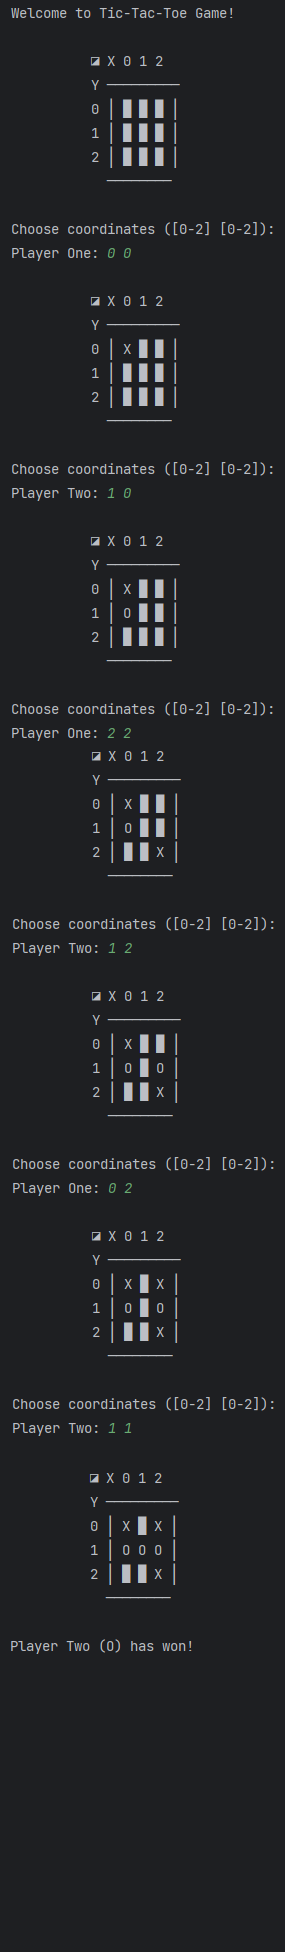 Welcome to Tic-Tac-Toe Game!
◪ X 0 1 2
Y —————————
0 | █ █ █ |
1 | █ █ █ |
2 | █ █ █ |
————————
Choose coordinates ([0-2] [0-2]):
Player One: 0 0
◪ X 0 1 2
Y —————————
0 | X █ █ |
1 | █ █ █ |
2 | █ █ █ |
————————
Choose coordinates ([0-2] [0-2]):
Player Two: 1 0
◪ X 0 1 2
Y —————————
0 | X █ █ |
1 | O █ █ |
2 | █ █ █ |
————————
Choose coordinates ([0-2] [0-2]):
Player One: 2 2
◪ X 0 1 2
Y —————————
0 | X █ █ |
1 | O █ █ |
2 | █ █ X |
————————
Choose coordinates ([0-2] [0-2]):
Player Two: 1 2
◪ X 0 1 2
Y —————————
0 | X █ █ |
1 | O █ O |
2 | █ █ X |
————————
Choose coordinates ([0-2] [0-2]):
Player One: 0 2
◪ X 0 1 2
Y —————————
0 | X █ X |
1 | O █ O |
2 | █ █ X |
————————
Choose coordinates ([0-2] [0-2]):
Player Two: 1 1
◪ X 0 1 2
Y —————————
0 | X █ X |
1 | O O O |
2 | █ █ X |
————————
Player Two (O) has won!